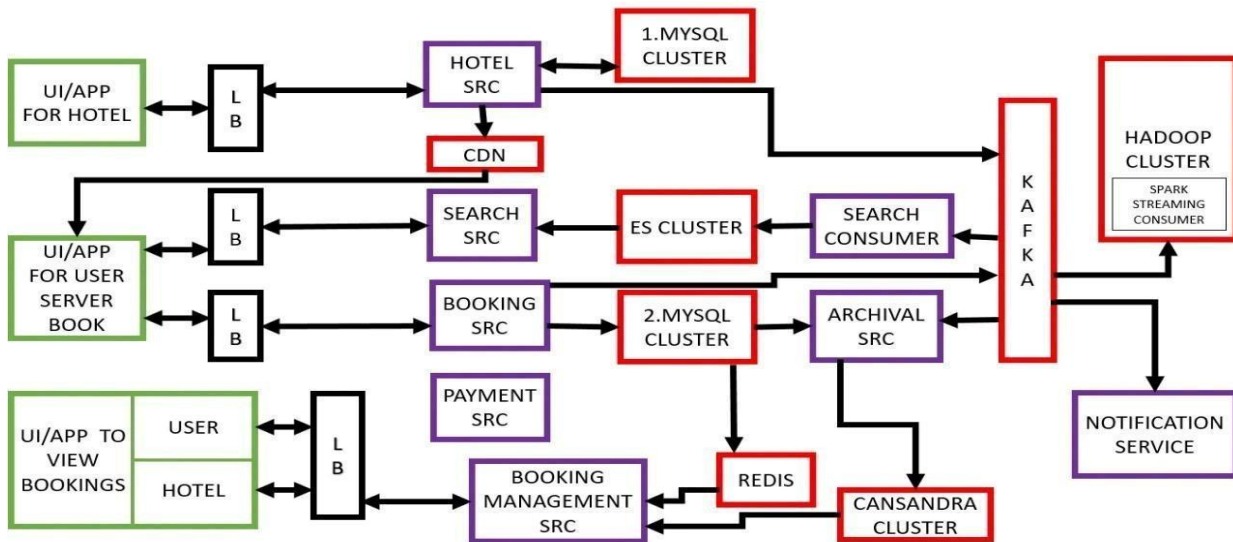 1.MYSQL
CLUSTER
HOTEL
SRC
UI/APP
FOR HOTEL
L
B
HADOOP
CLUSTER
SPARK
STREAMING
CONSUMER
CDN
K
A
F
K
A
L
B
SEARCH
SRC
ES CLUSTER
SEARCH
CONSUMER
UI/APP
FOR USER
SERVER
BOOK
L
B
BOOKING
SRC
2.MYSQL
CLUSTER
ARCHIVAL
SRC
PAYMENT
SRC
NOTIFICATION
SERVICE
UI/APP TO
VIEW
BOOKINGS
USER
HOTEL
L
B
BOOKING
MANAGEMENT
SRC
REDIS
CANSANDRA
CLUSTER